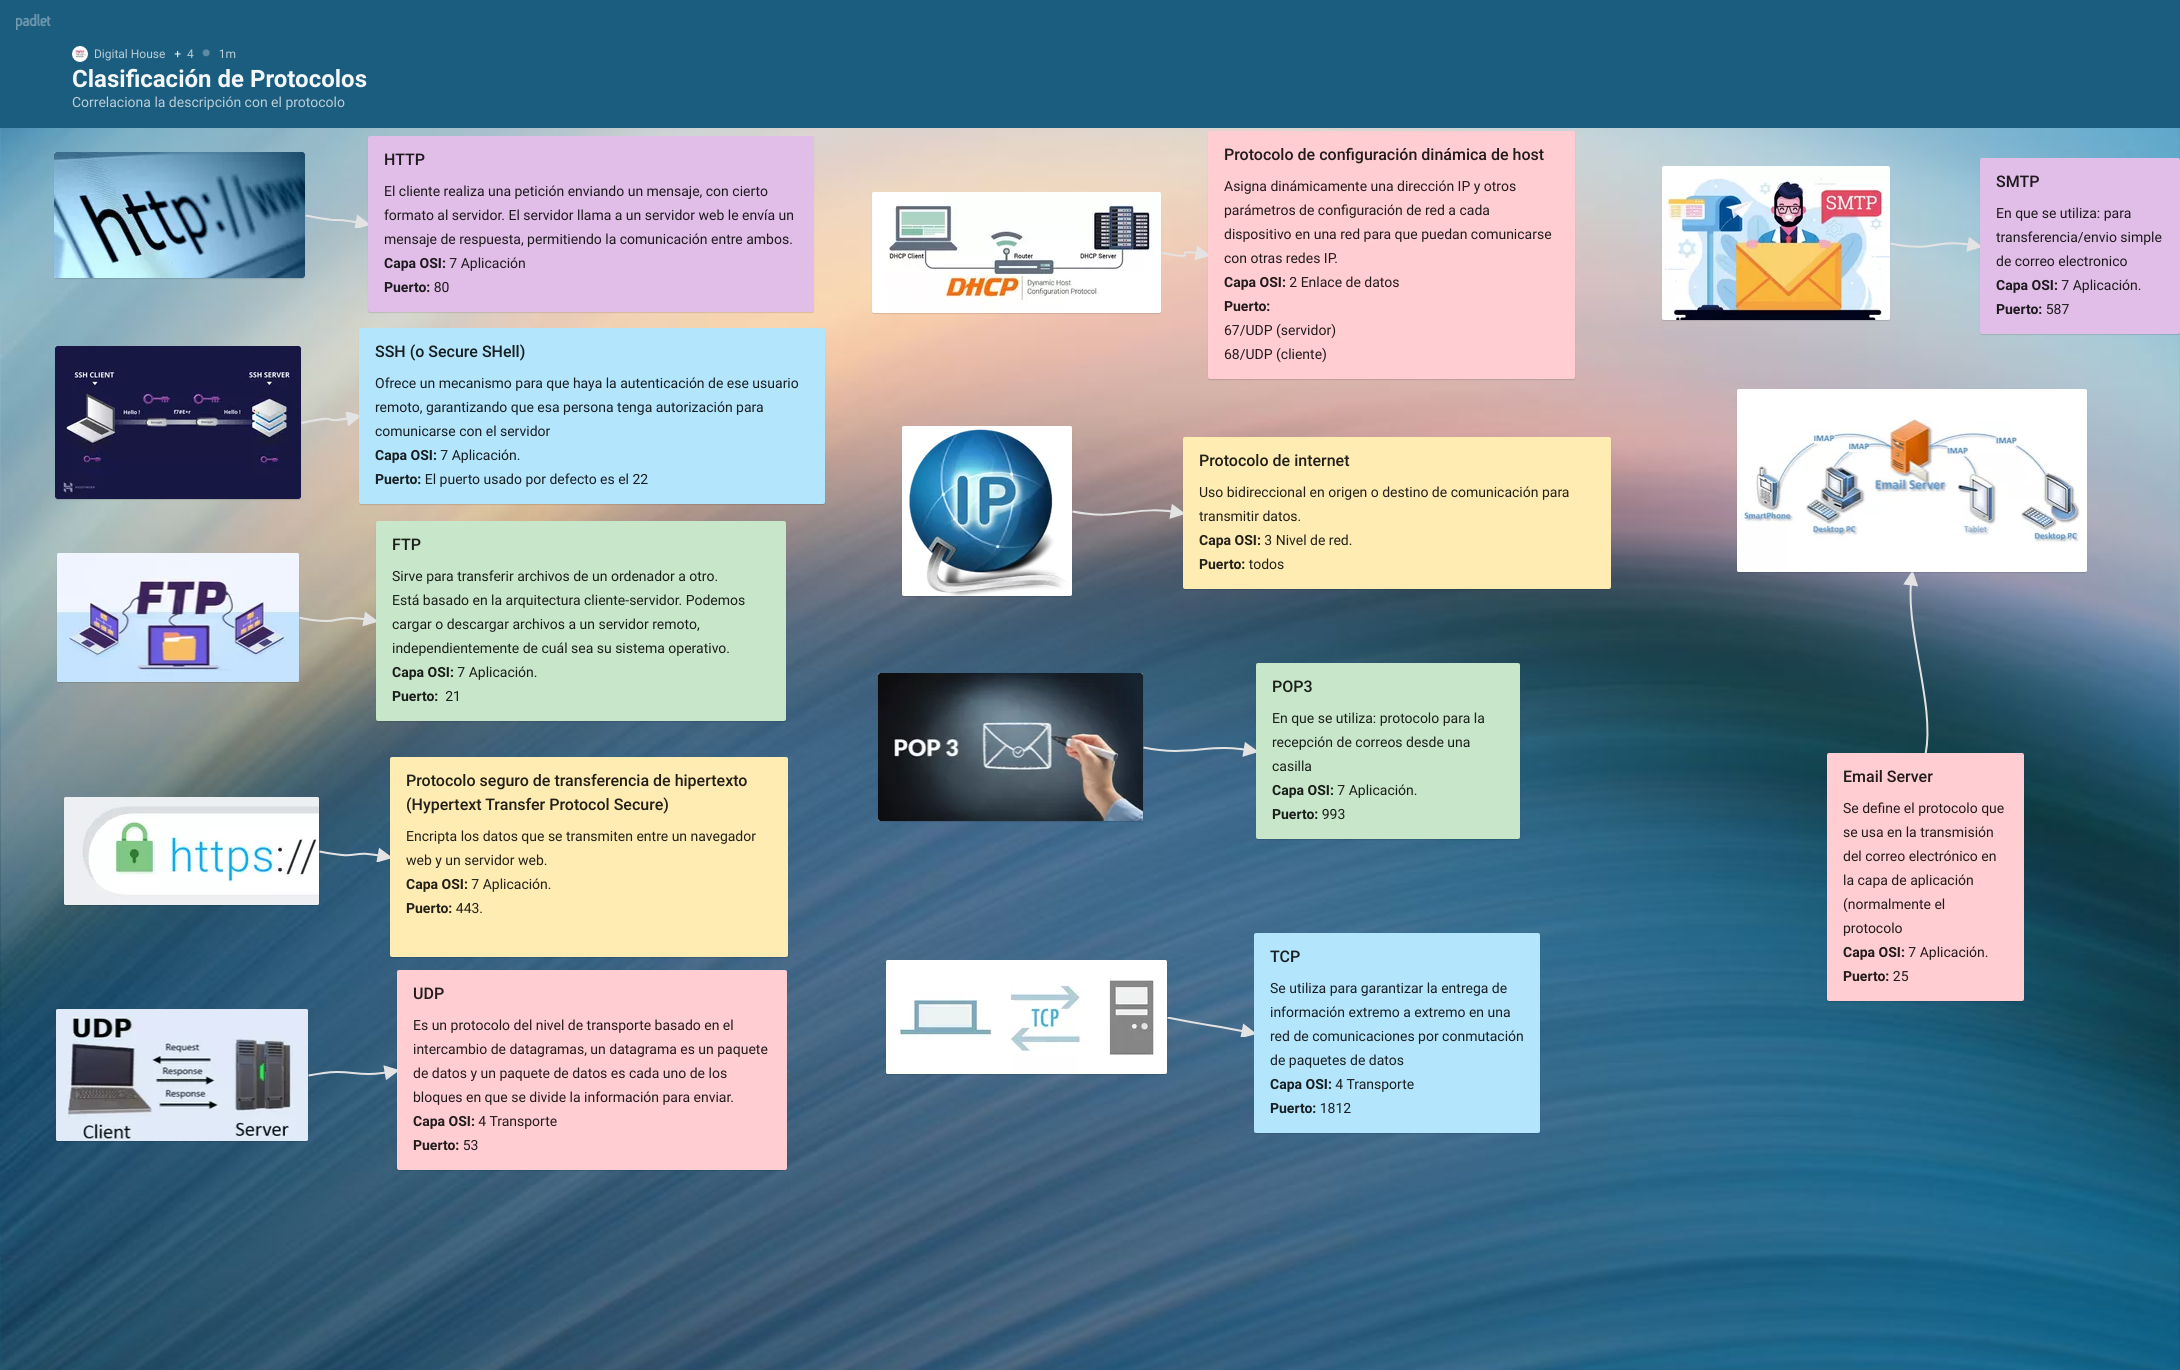 padlet
Digital House + 4 1m
Clasificación de Protocolos
Correlaciona la descripción con el protocolo
http://www
HTTP
El cliente realiza una petición enviando un mensaje, con cierto
formato al servidor. El servidor llama a un servidor web le envía un
mensaje de respuesta, permitiendo la comunicación entre ambos.
Capa OSI: 7 Aplicación
Puerto: 80
SSH CLIENT
SSH SERVER
Hello !
Hello !
SSH (o Secure SHell)
Ofrece un mecanismo para que haya la autenticación de ese usuario
remoto, garantizando que esa persona tenga autorización para
comunicarse con el servidor
Capa OSI: 7 Aplicación.
Puerto: El puerto usado por defecto es el 22
FTP
FTP
Sirve para transferir archivos de un ordenador a otro.
Está basado en la arquitectura cliente-servidor. Podemos
cargar o descargar archivos a un servidor remoto,
independientemente de cuál sea su sistema operativo.
Capa OSI: 7 Aplicación.
Puerto: 21
https://
Protocolo seguro de transferencia de hipertexto
(Hypertext Transfer Protocol Secure)
Encripta los datos que se transmiten entre un navegador
web y un servidor web.
Capa OSI: 7 Aplicación.
Puerto: 443.
UDP
Request
Response
Response
Client
Server
UDP
Es un protocolo del nivel de transporte basado en el
intercambio de datagramas, un datagrama es un paquete
de datos y un paquete de datos es cada uno de los
bloques en que se divide la información para enviar.
Capa OSI: 4 Transporte
Puerto: 53
DHCP Client
Router
DHCP Server
DHCP
Dynamic Host
Configuration Protocol
Protocolo de configuración dinámica de host
Asigna dinámicamente una dirección IP y otros
parámetros de configuración de red a cada
dispositivo en una red para que puedan comunicarse
con otras redes IP.
Capa OSI: 2 Enlace de datos
Puerto:
67/UDP (servidor)
68/UDP (cliente)
IP
Protocolo de internet
Uso bidireccional en origen o destino de comunicación para
transmitir datos.
Capa OSI: 3 Nivel de red.
Puerto: todos
POP 3
POP3
En que se utiliza: protocolo para la
recepción de correos desde una
casilla
Capa OSI: 7 Aplicación.
Puerto: 993
TCP
TCP
Se utiliza para garantizar la entrega de
información extremo a extremo en una
red de comunicaciones por conmutación
de paquetes de datos
Capa OSI: 4 Transporte
Puerto: 1812
SMTP
SMTP
En que se utiliza: para
transferencia/envio simple
de correo electronico
Capa OSI: 7 Aplicación.
Puerto: 587
IMAP
IMAP
IMAP
IMAP
Email Server
SmartPhone
Desktop PC
Tablet
Desktop PC
Email Server
Se define el protocolo que
se usa en la transmisión
del correo electrónico en
la capa de aplicación
(normalmente el
protocolo
Capa OSI: 7 Aplicación.
Puerto: 25